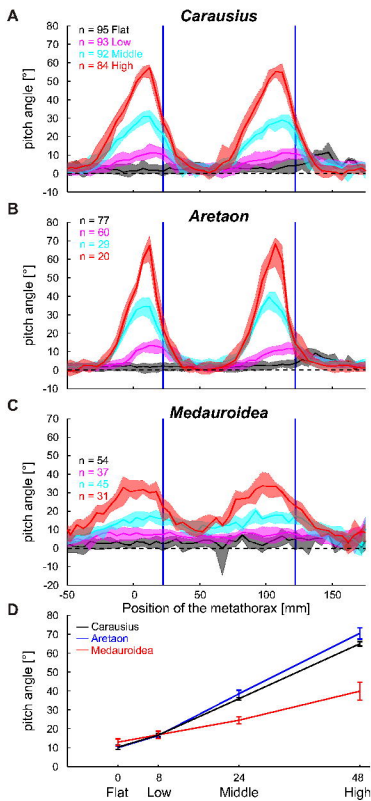 A
Carausius
n = 95 Flat
n = 93 Low
n = 92 Middle
n = 84 High
pitch angle [°]
80
70
60
50
40
30
20
10
0
-10
B
Aretaon
n = 77
n = 60
n = 29
n = 20
pitch angle [°]
80
70
60
50
40
30
20
10
0
-10
C
Medauroidea
n = 54
n = 37
n = 45
n = 31
pitch angle [°]
70
60
50
40
30
20
10
0
-10
-20
-50 0 50 100 150
Position of the metathorax [mm]
D
Carausius
Aretaon
Medauroidea
pitch angle [°]
80
70
60
50
40
30
20
10
0
0 8 24 48
Flat Low Middle High